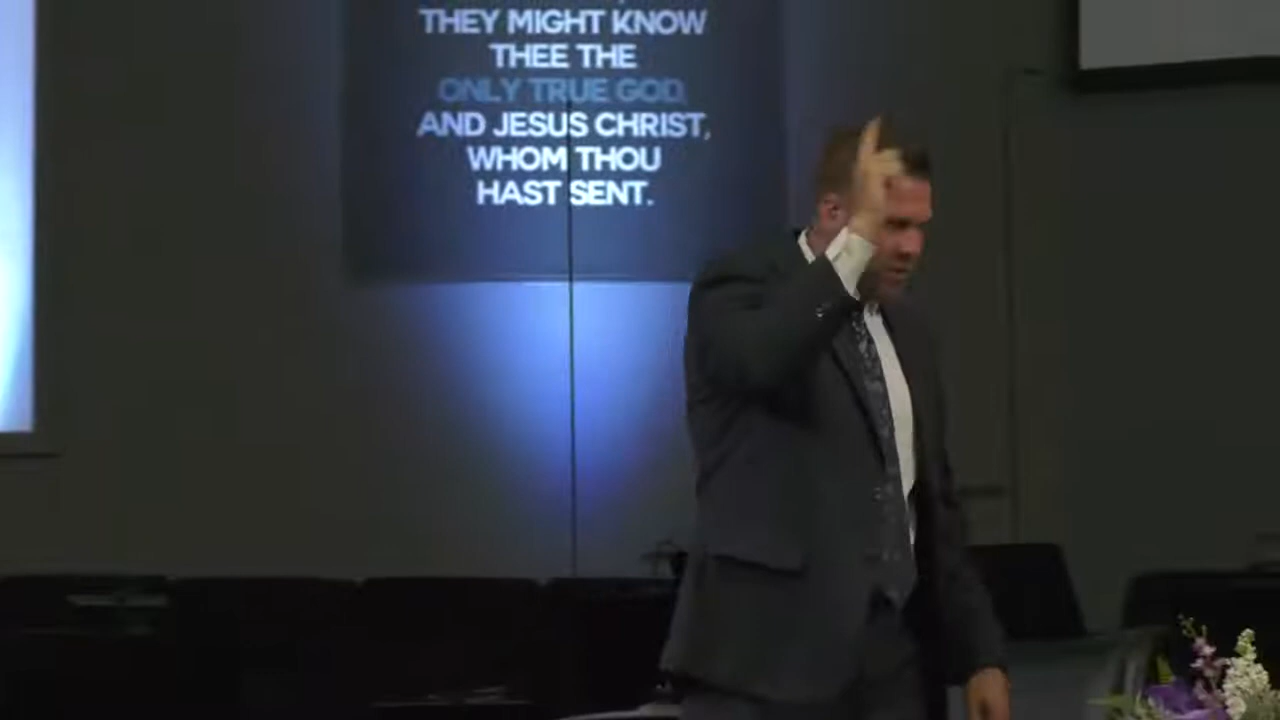 THEY MIGHT KNOW
THEE THE
ONLY TRUE GOD,
AND JESUS CHRIST,
WHOM THOU
HAST SENT.